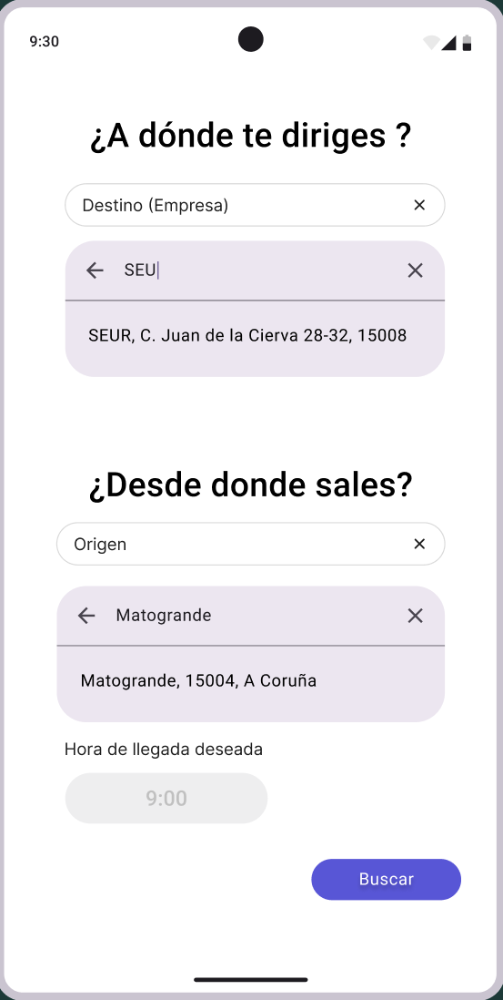 9:30
¿A dónde te diriges ?
Destino (Empresa)
SEU
SEUR, C. Juan de la Cierva 28-32, 15008
¿Desde donde sales?
Origen
Matogrande
Matogrande, 15004, A Coruña
Hora de llegada deseada
9:00
Buscar